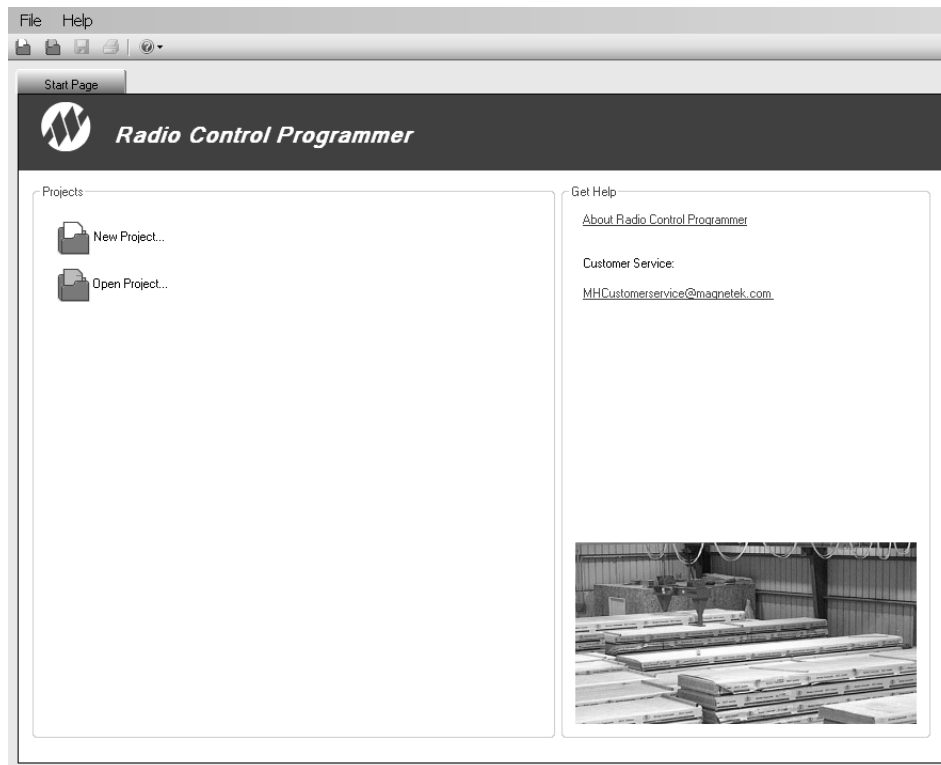 File Help
Start Page
Radio Control Programmer
Projects
New Project...
Open Project...
Get Help
About Radio Control Programmer
Customer Service:
MHCustomerservice@magnetek.com